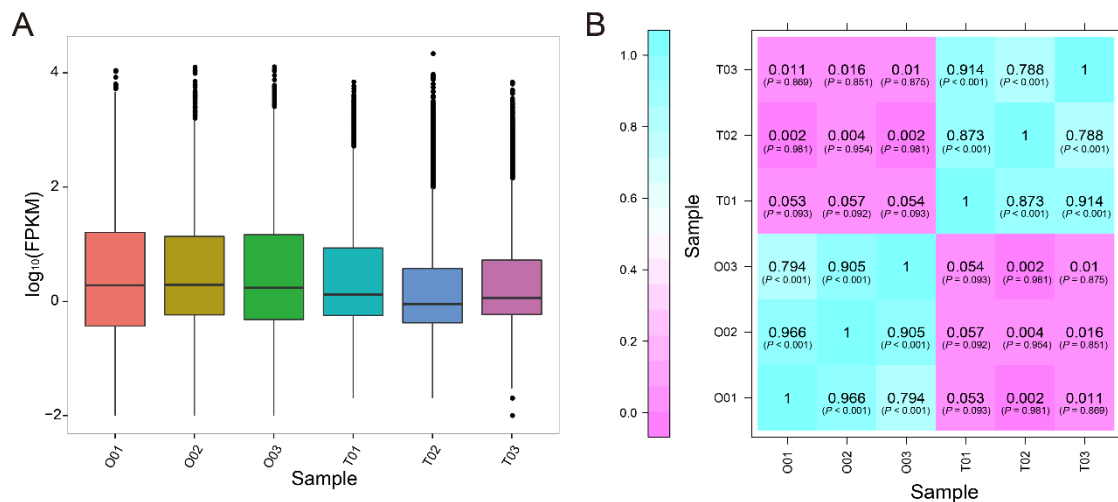 A
log₁₀(FPKM)
4
2
0
−2
O01 O02 O03 T01 T02 T03
Sample
B
1.0
0.8
0.6
0.4
0.2
0.0
Sample
T03 0.011 0.016 0.01 0.914 0.788 1
(P = 0.869) (P = 0.851) (P = 0.875) (P < 0.001) (P < 0.001)
T02 0.002 0.004 0.002 0.873 1 0.788
(P = 0.981) (P = 0.954) (P = 0.981) (P < 0.001) (P < 0.001)
T01 0.053 0.057 0.054 1 0.873 0.914
(P = 0.093) (P = 0.092) (P = 0.093) (P < 0.001) (P < 0.001)
O03 0.794 0.905 1 0.054 0.002 0.01
(P < 0.001) (P < 0.001) (P = 0.093) (P = 0.981) (P = 0.875)
O02 0.966 1 0.905 0.057 0.004 0.016
(P < 0.001) (P < 0.001) (P = 0.092) (P = 0.954) (P = 0.851)
O01 1 0.966 0.794 0.053 0.002 0.011
(P < 0.001) (P < 0.001) (P = 0.093) (P = 0.981) (P = 0.869)
O01 O02 O03 T01 T02 T03
Sample